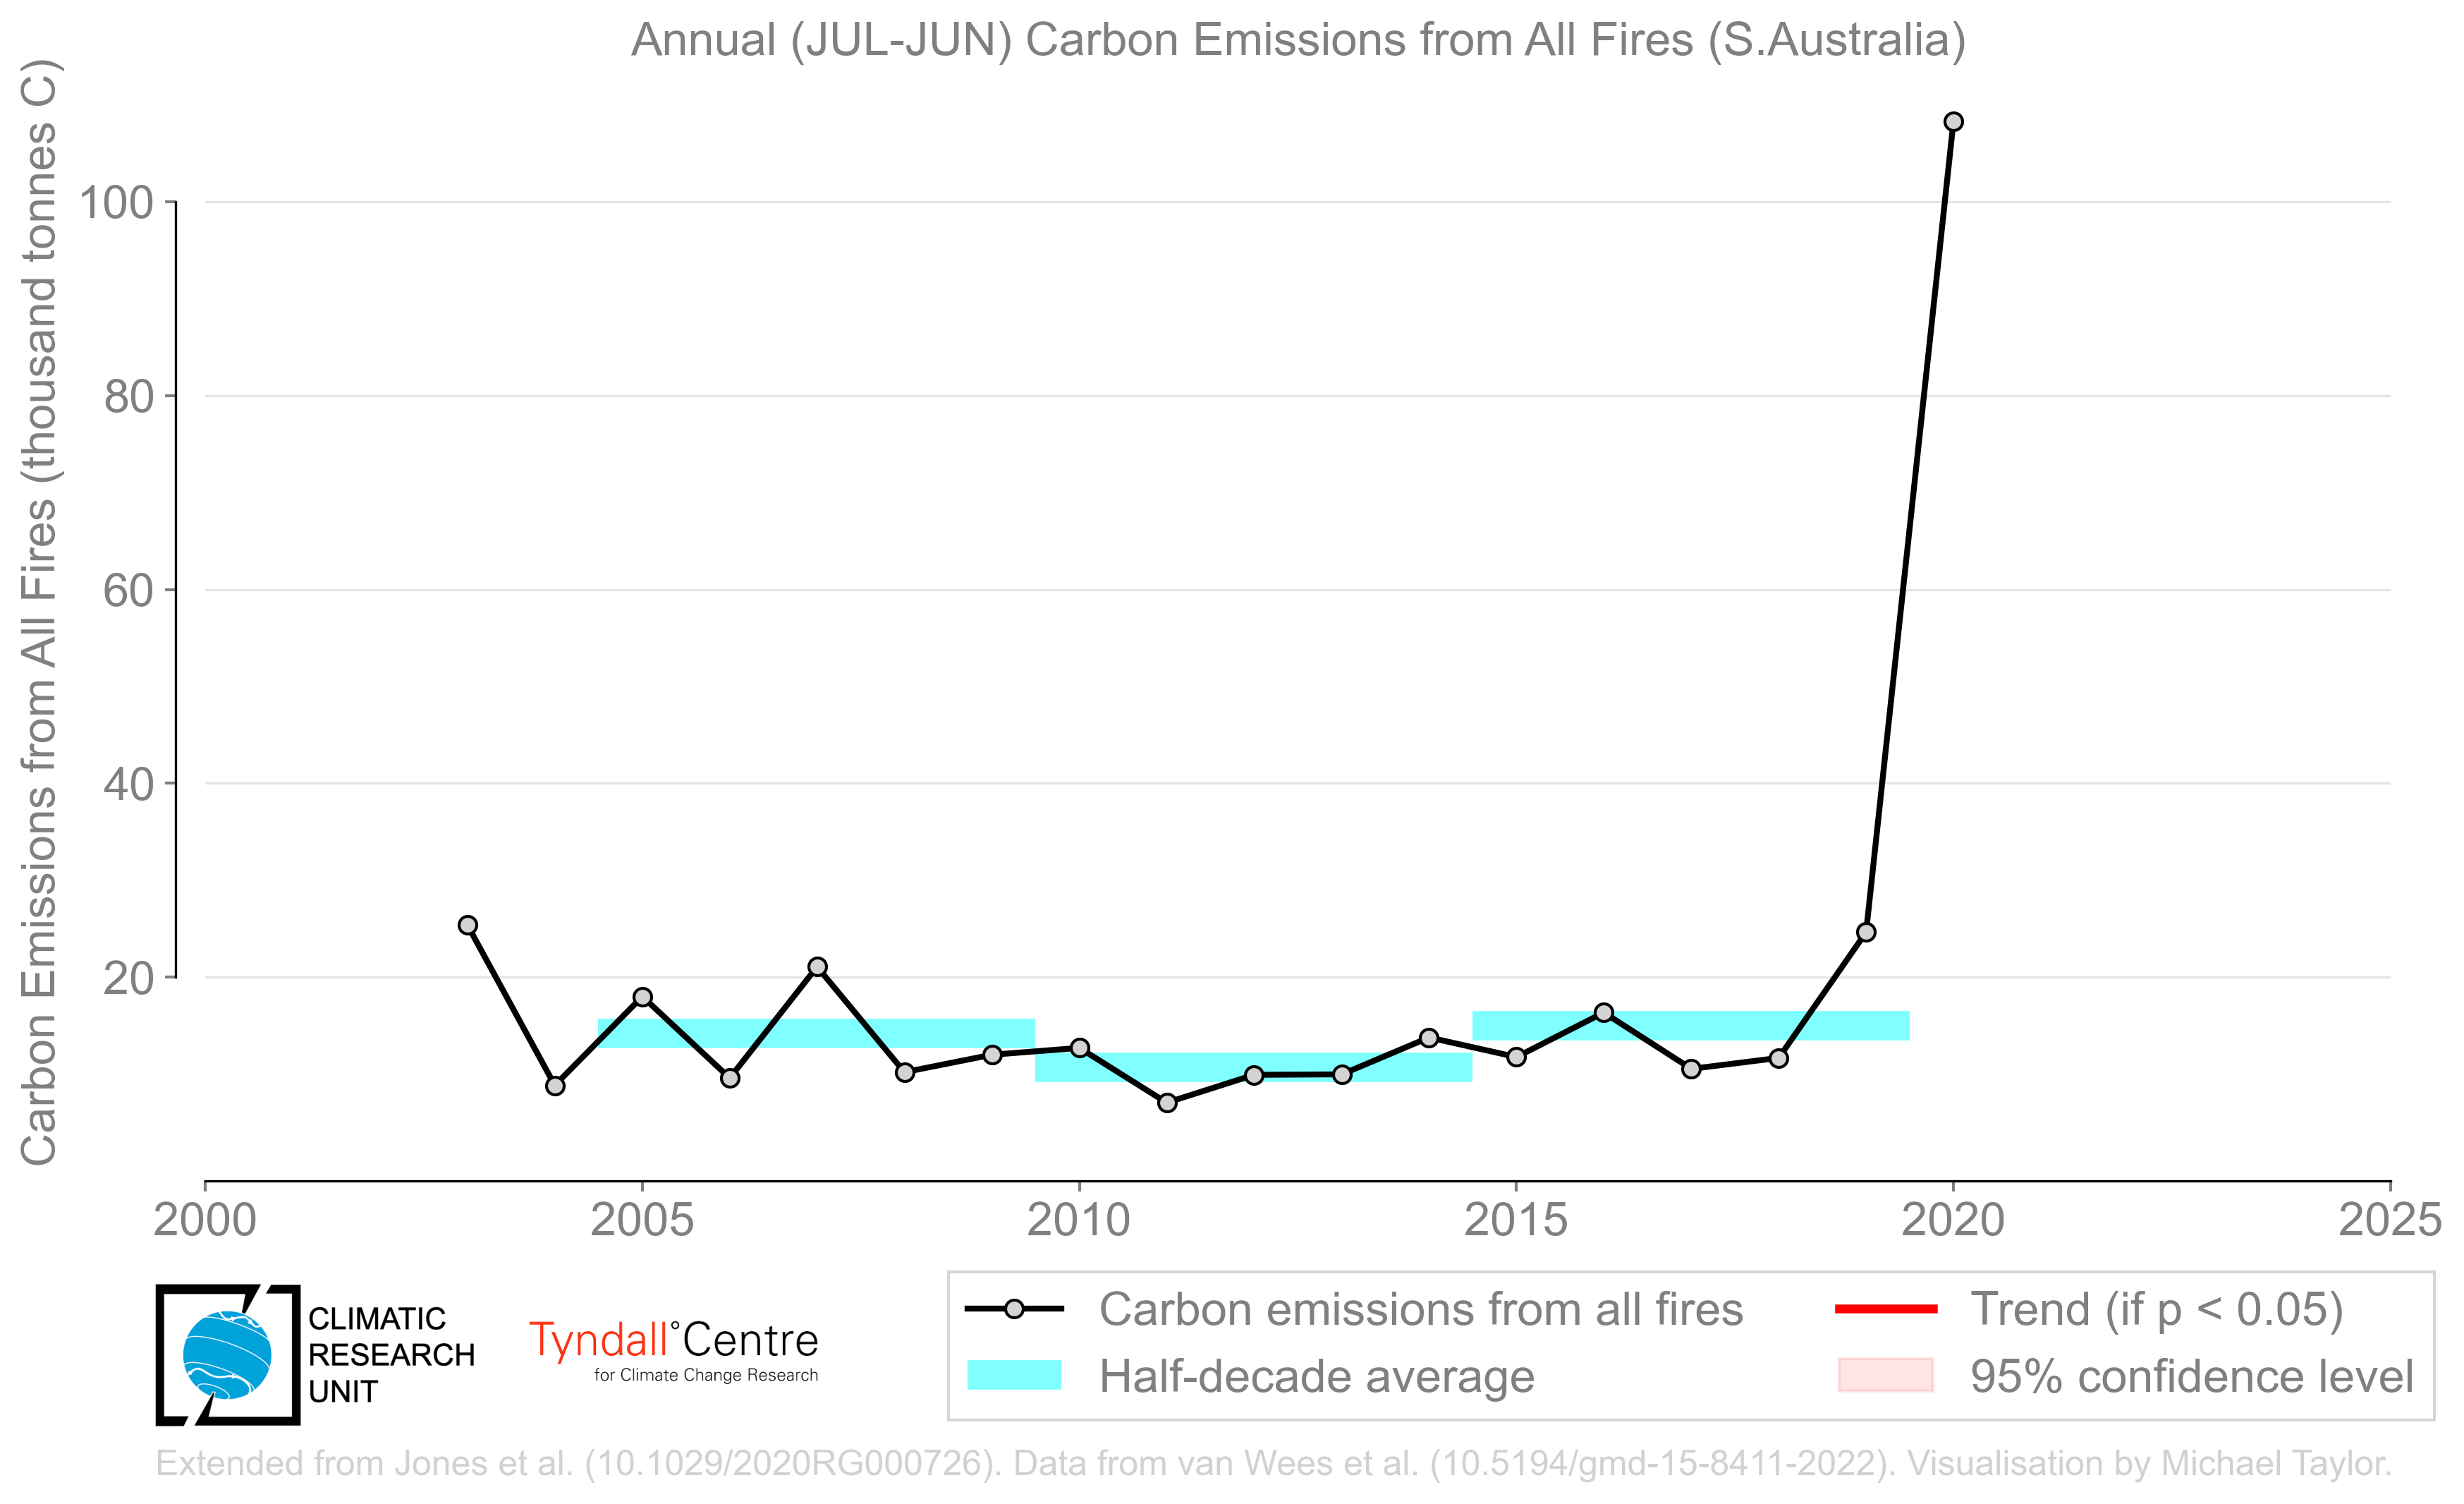 Annual (JUL-JUN) Carbon Emissions from All Fires (S.Australia)
Carbon Emissions from All Fires (thousand tonnes C)
100
80
60
40
20
2000 2005 2010 2015 2020 2025
CLIMATIC
RESEARCH
UNIT
Tyndall°Centre
for Climate Change Research
Carbon emissions from all fires
Half-decade average
Trend (if p < 0.05)
95% confidence level
Extended from Jones et al. (10.1029/2020RG000726). Data from van Wees et al. (10.5194/gmd-15-8411-2022). Visualisation by Michael Taylor.